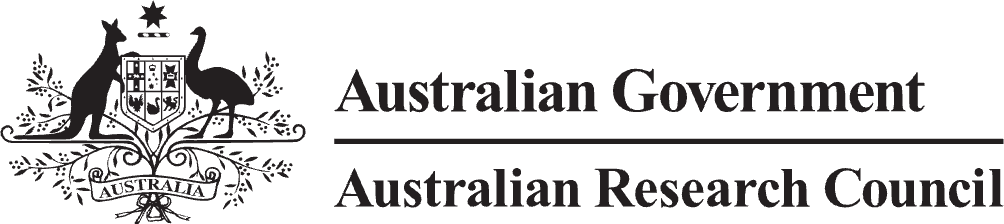 Australian Government
Australian Research Council
AUSTRALIA